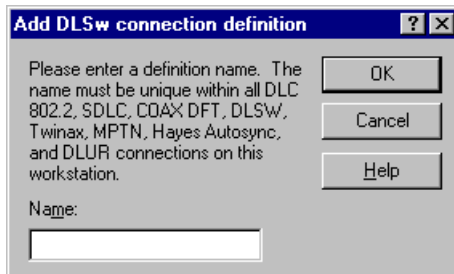 Add DLSw connection definition
Please enter a definition name. The
name must be unique within all DLC
802.2, SDLC, COAX DFT, DLSW,
Twinax, MPTN, Hayes Autosync,
and DLUR connections on this
workstation.
Name:
OK
Cancel
Help